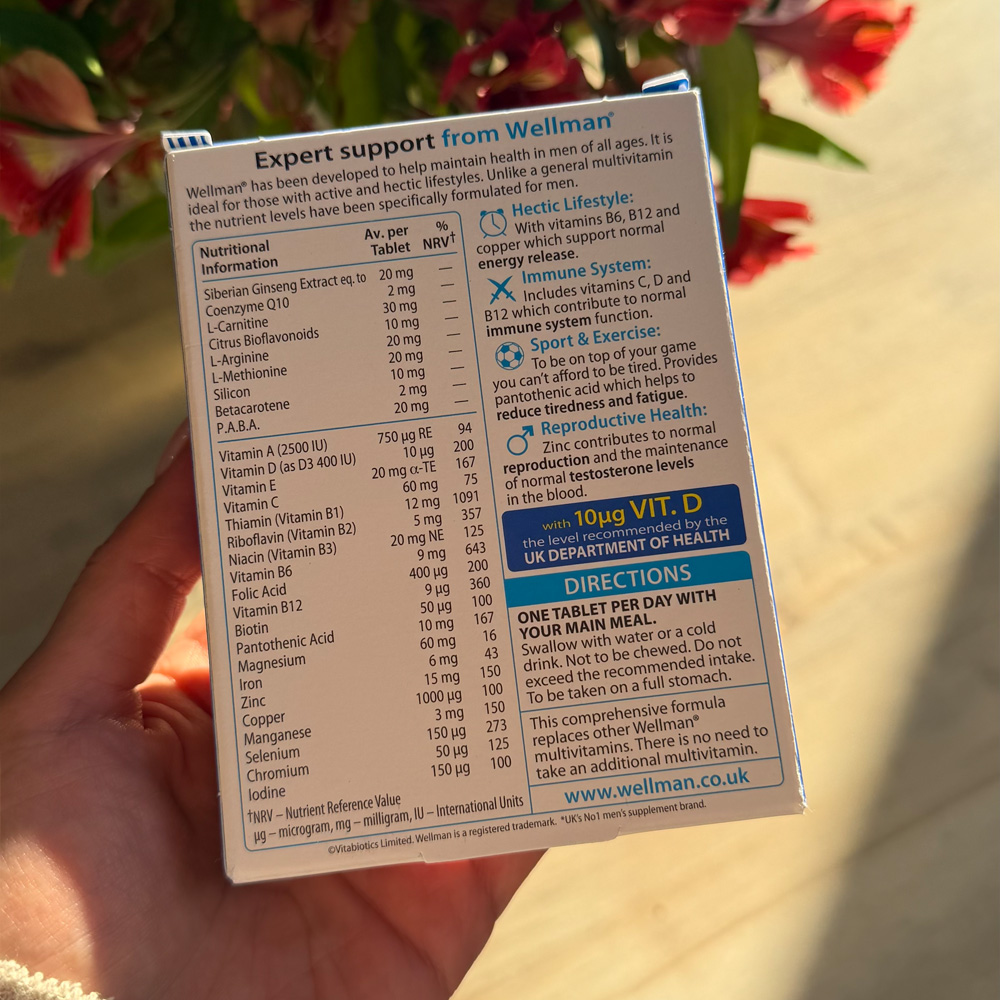 Expert support from Wellman®
Wellman® has been developed to help maintain health in men of all ages. It is
ideal for those with active and hectic lifestyles. Unlike a general multivitamin
the nutrient levels have been specifically formulated for men.
Nutritional Information Av. per Tablet % NRV†
Siberian Ginseng Extract eq. to 20 mg —
Coenzyme Q10 2 mg —
L-Carnitine 30 mg —
Citrus Bioflavonoids 10 mg —
L-Arginine 20 mg —
L-Methionine 20 mg —
Silicon 10 mg —
Betacarotene 2 mg —
P.A.B.A. 20 mg —
Vitamin A (2500 IU) 750 µg RE 94
Vitamin D (as D3 400 IU) 10 µg 200
Vitamin E 20 mg α-TE 167
Vitamin C 60 mg 75
Thiamin (Vitamin B1) 12 mg 1091
Riboflavin (Vitamin B2) 5 mg 357
Niacin (Vitamin B3) 20 mg NE 125
Vitamin B6 9 mg 643
Folic Acid 400 µg 200
Vitamin B12 9 µg 360
Biotin 50 µg 100
Pantothenic Acid 10 mg 167
Magnesium 60 mg 16
Iron 6 mg 43
Zinc 15 mg 150
Copper 1000 µg 100
Manganese 3 mg 150
Selenium 150 µg 273
Chromium 50 µg 125
Iodine 150 µg 100
†NRV – Nutrient Reference Value
µg – microgram, mg – milligram, IU – International Units
Hectic Lifestyle:
With vitamins B6, B12 and
copper which support normal
energy release.
Immune System:
Includes vitamins C, D and
B12 which contribute to normal
immune system function.
Sport & Exercise:
To be on top of your game
you can't afford to be tired. Provides
pantothenic acid which helps to
reduce tiredness and fatigue.
Reproductive Health:
Zinc contributes to normal
reproduction and the maintenance
of normal testosterone levels
in the blood.
with 10µg VIT. D
the level recommended by the
UK DEPARTMENT OF HEALTH
DIRECTIONS
ONE TABLET PER DAY WITH
YOUR MAIN MEAL.
Swallow with water or a cold
drink. Not to be chewed. Do not
exceed the recommended intake.
To be taken on a full stomach.
This comprehensive formula
replaces other Wellman®
multivitamins. There is no need to
take an additional multivitamin.
www.wellman.co.uk
©Vitabiotics Limited. Wellman is a registered trademark. *UK's No1 men's supplement brand.